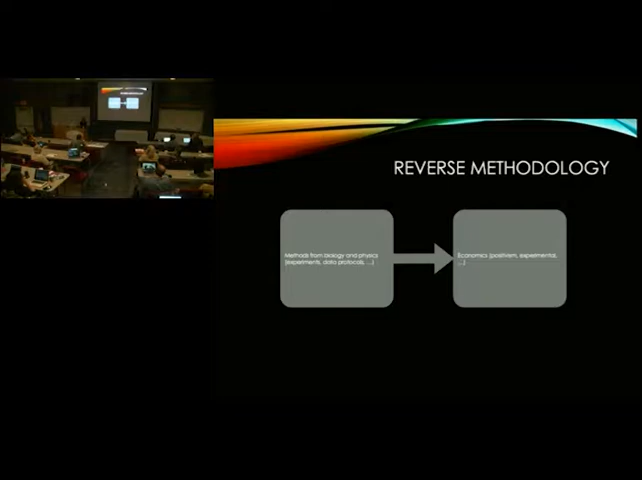 REVERSE METHODOLOGY
Methods from biology and physics
(experiments, data protocols, ...)
Economics (positivism, experimental,
...)